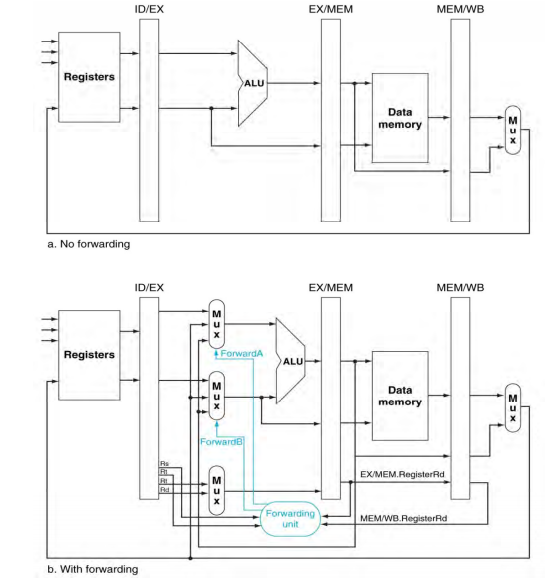 ID/EX
EX/MEM
MEM/WB
Registers
ALU
Data
memory
M
u
x
a. No forwarding
ID/EX
EX/MEM
MEM/WB
M
u
x
Registers
ForwardA
ALU
M
u
x
Data
memory
M
u
x
ForwardB
Rs
Rt
Rt
Rd
M
u
x
EX/MEM.RegisterRd
Forwarding
unit
MEM/WB.RegisterRd
b. With forwarding